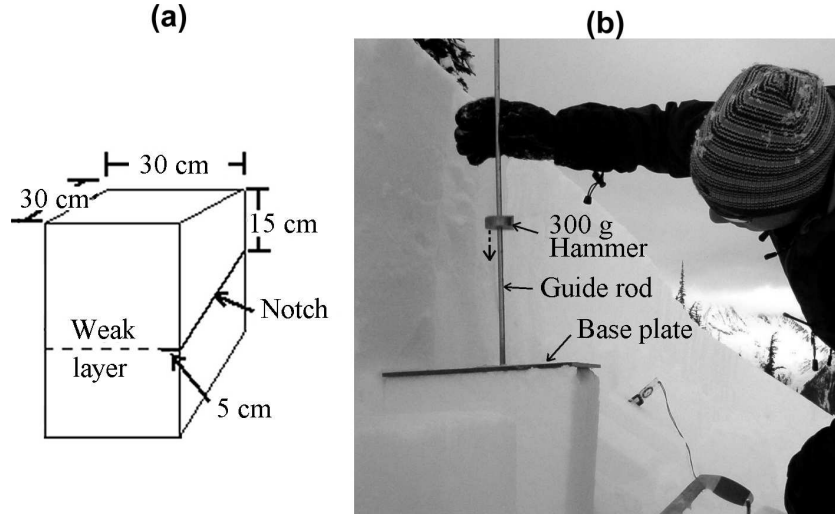 (a)
(b)
30 cm
30 cm
15 cm
300 g
Hammer
Guide rod
Notch
Base plate
Weak
layer
5 cm